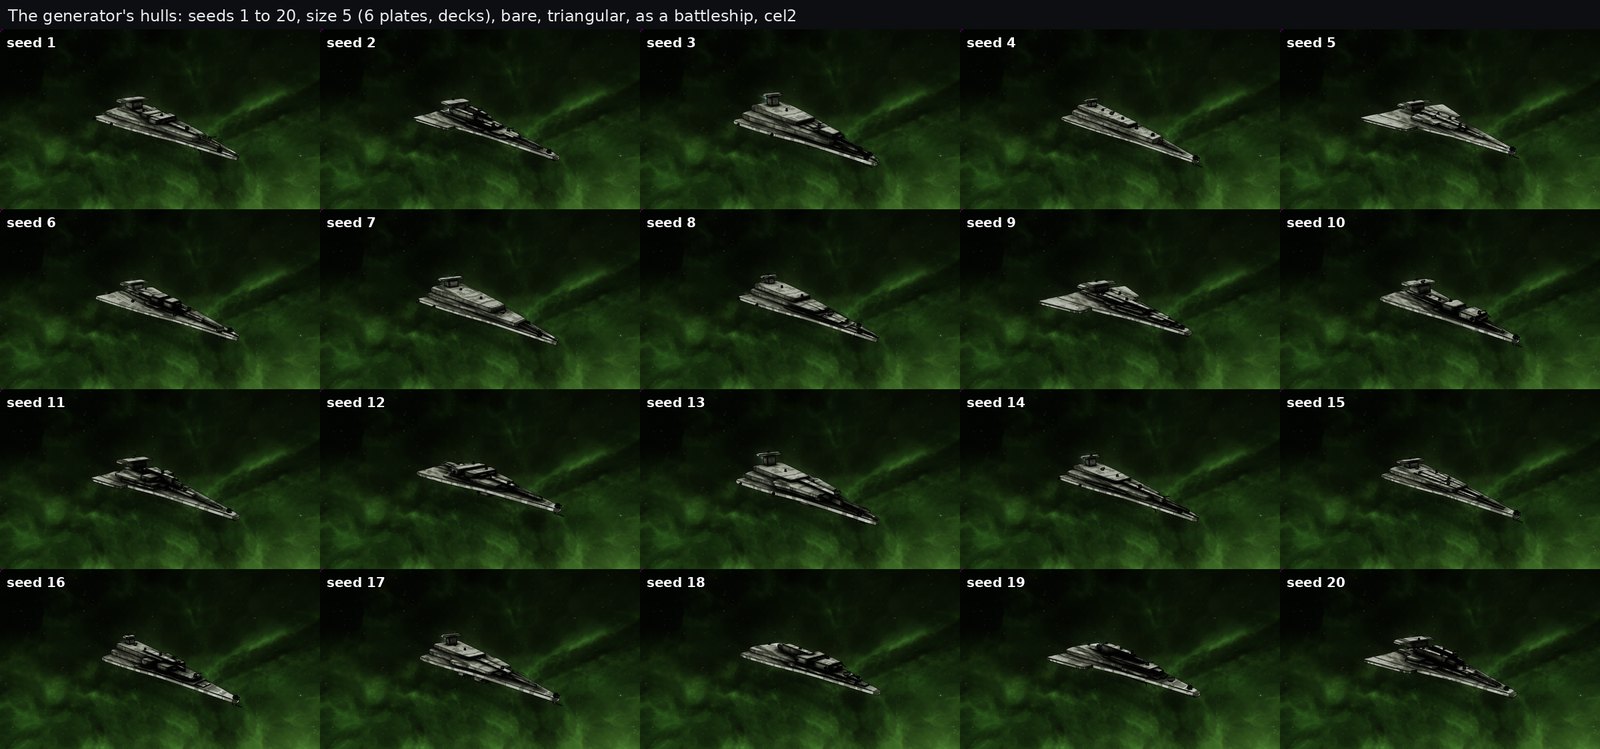 The generator's hulls: seeds 1 to 20, size 5 (6 plates, decks), bare, triangular, as a battleship, cel2
seed 1
seed 2
seed 3
seed 4
seed 5
seed 6
seed 7
seed 8
seed 9
seed 10
seed 11
seed 12
seed 13
seed 14
seed 15
seed 16
seed 17
seed 18
seed 19
seed 20